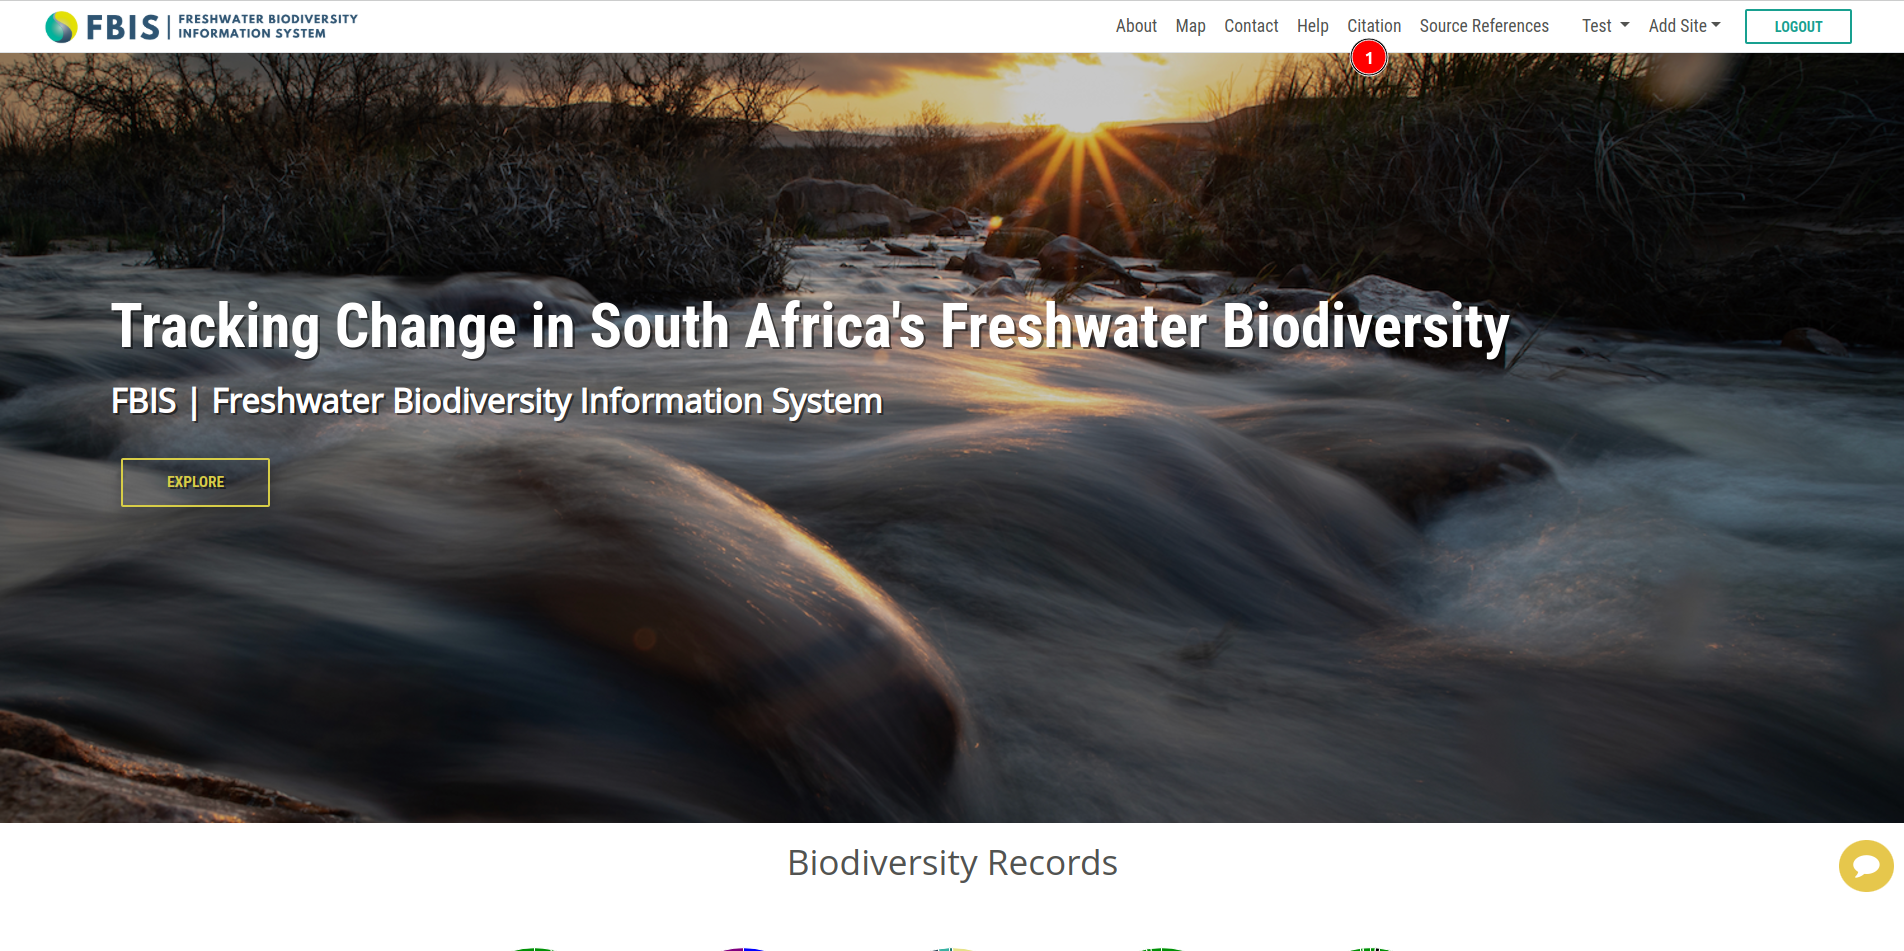 FBIS | FRESHWATER BIODIVERSITY
INFORMATION SYSTEM
About Map Contact Help Citation Source References Test Add Site LOGOUT
1
Tracking Change in South Africa's Freshwater Biodiversity
FBIS | Freshwater Biodiversity Information System
EXPLORE
Biodiversity Records